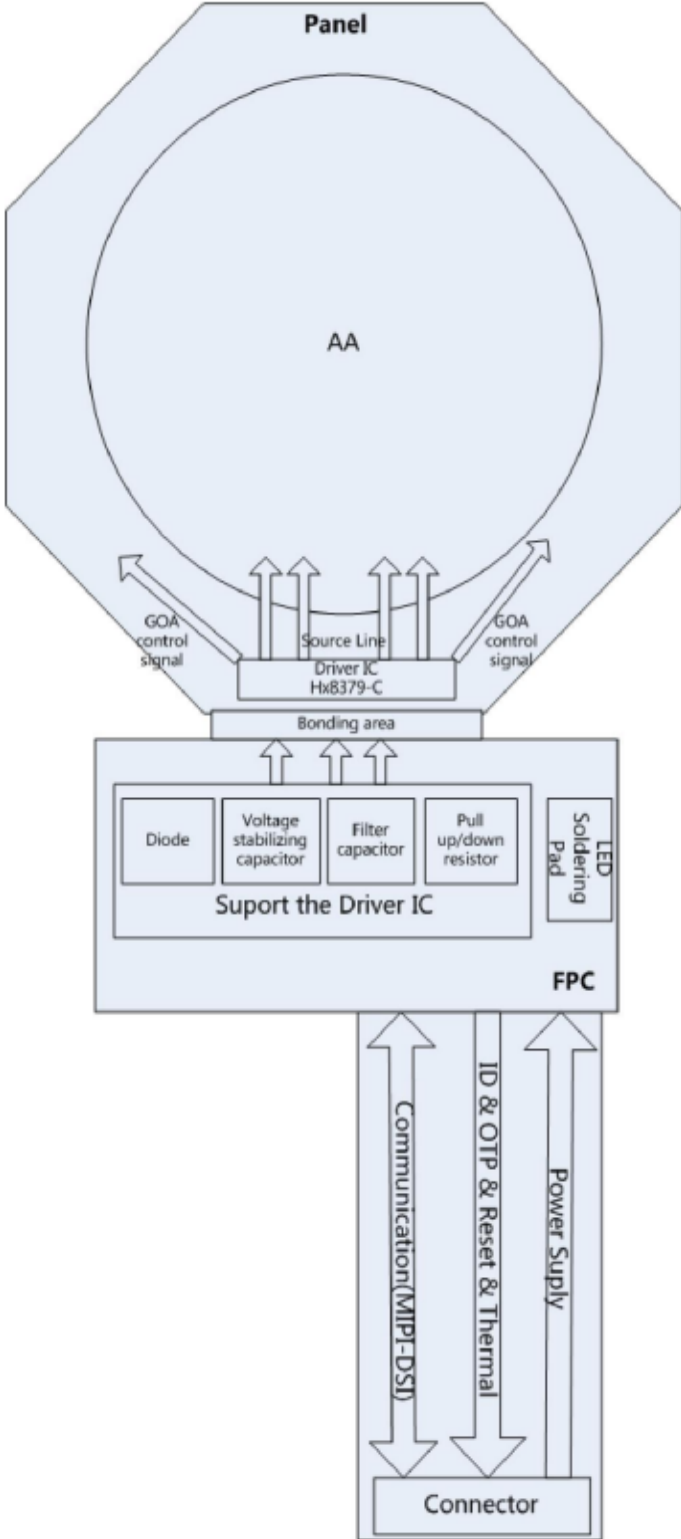 Panel
AA
GOA
control
signal
Source Line
GOA
control
signal
Driver IC
Hx8379-C
Bonding area
Diode
Voltage
stabilizing
capacitor
Filter
capacitor
Pull
up/down
resistor
LED
Soldering
Pad
Suport the Driver IC
FPC
Communication(MIPI-DSI)
ID & OTP & Reset & Thermal
Power Suply
Connector